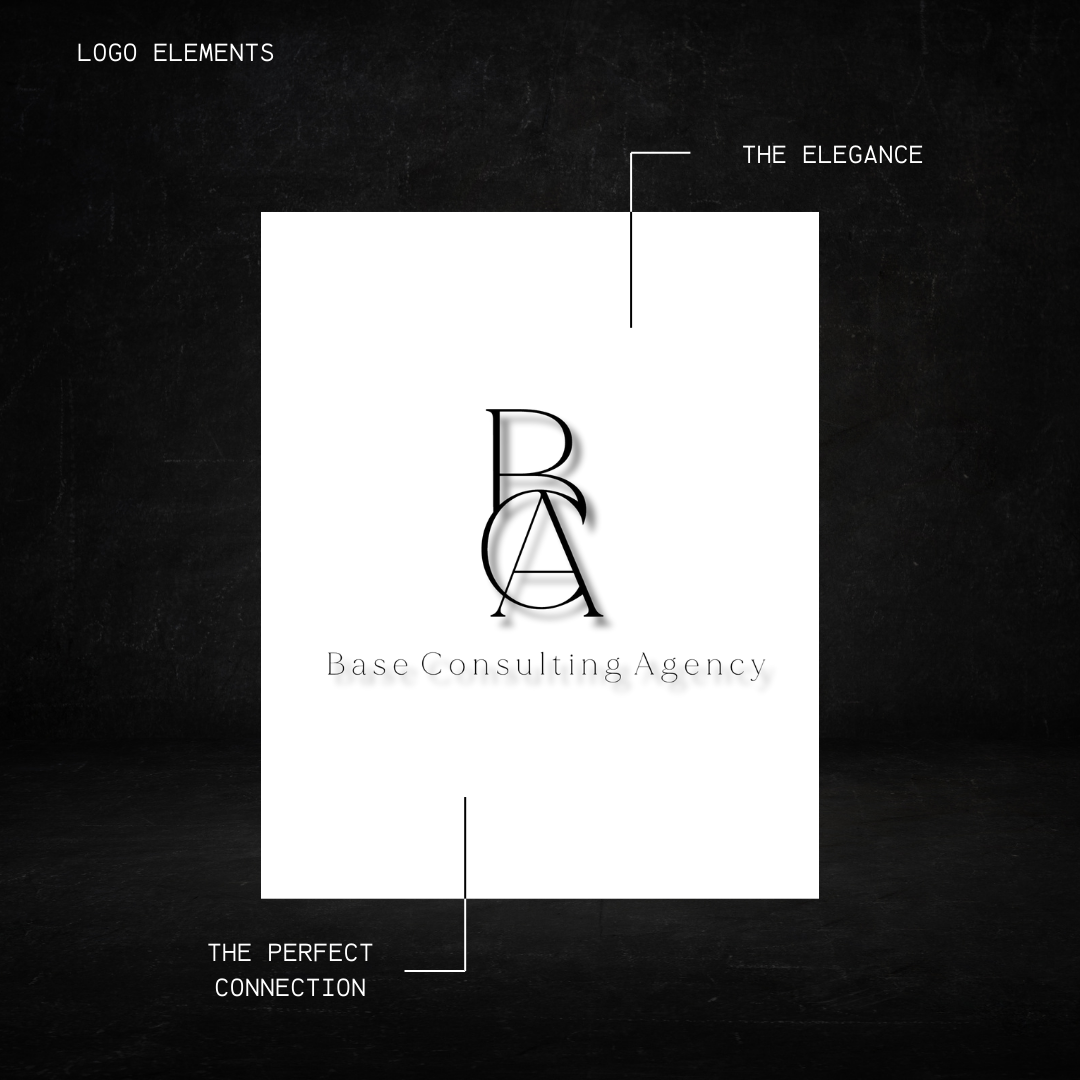 LOGO ELEMENTS
THE ELEGANCE
BCA
Base Consulting Agency
THE PERFECT
CONNECTION